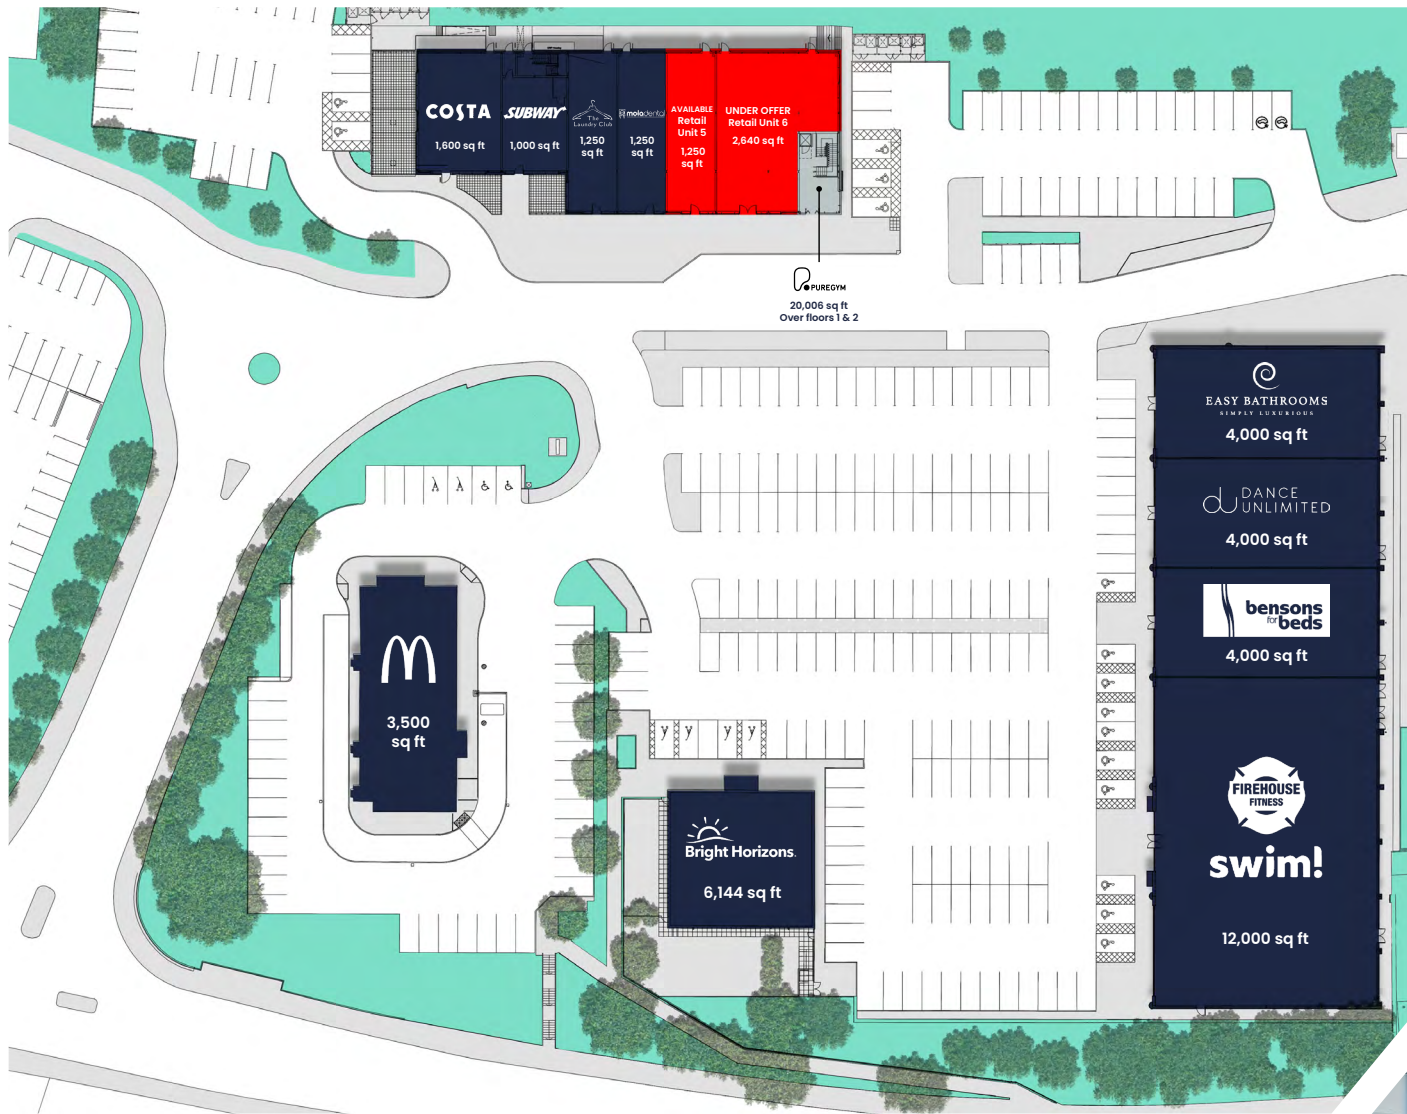 COSTA
1,600 sq ft
SUBWAY
1,000 sq ft
The
Laundry Club
1,250
sq ft
moladental
1,250
sq ft
AVAILABLE
Retail
Unit 5
1,250
sq ft
UNDER OFFER
Retail Unit 6
2,640 sq ft
PUREGYM
20,006 sq ft
Over floors 1 & 2
EASY BATHROOMS
SIMPLY LUXURIOUS
4,000 sq ft
DANCE
UNLIMITED
4,000 sq ft
bensons
for beds
4,000 sq ft
FIREHOUSE
FITNESS
swim!
12,000 sq ft
3,500
sq ft
Bright Horizons.
6,144 sq ft